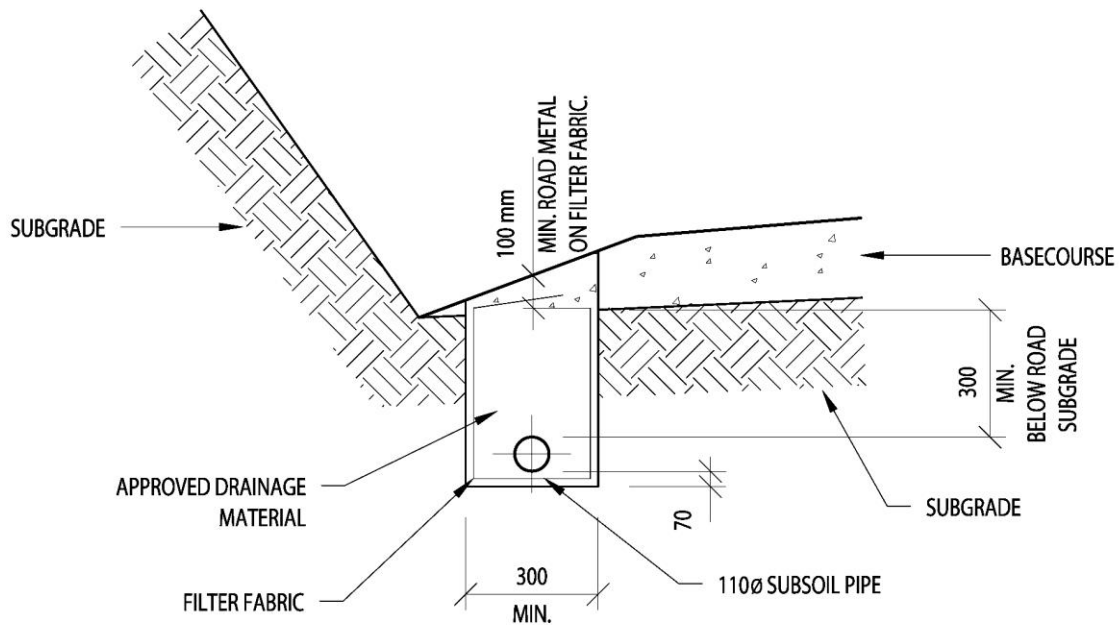 100 mm
MIN. ROAD METAL
ON FILTER FABRIC.
SUBGRADE
BASECOURSE
300
MIN.
BELOW ROAD
SUBGRADE
APPROVED DRAINAGE
MATERIAL
SUBGRADE
70
300
MIN.
110Ø SUBSOIL PIPE
FILTER FABRIC